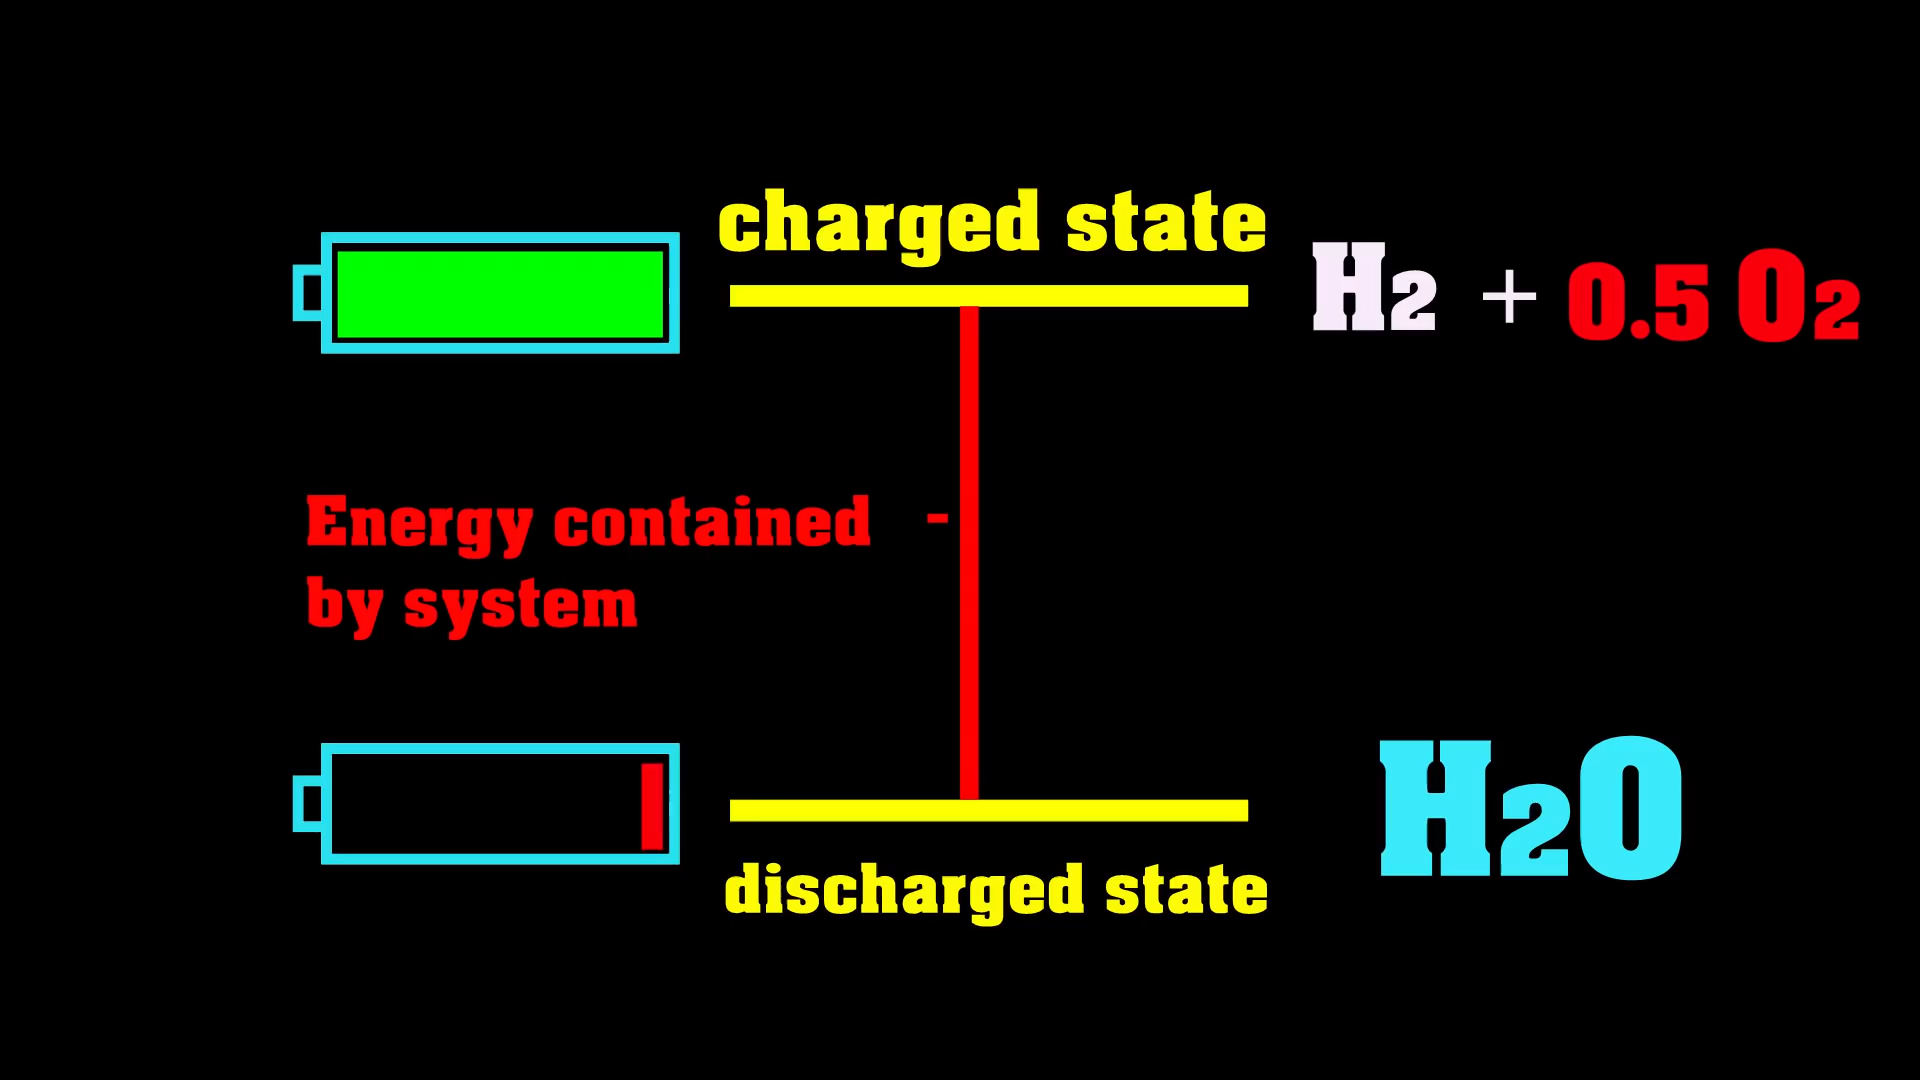 charged state
H2 + 0.5 O2
Energy contained -
by system
H2O
discharged state